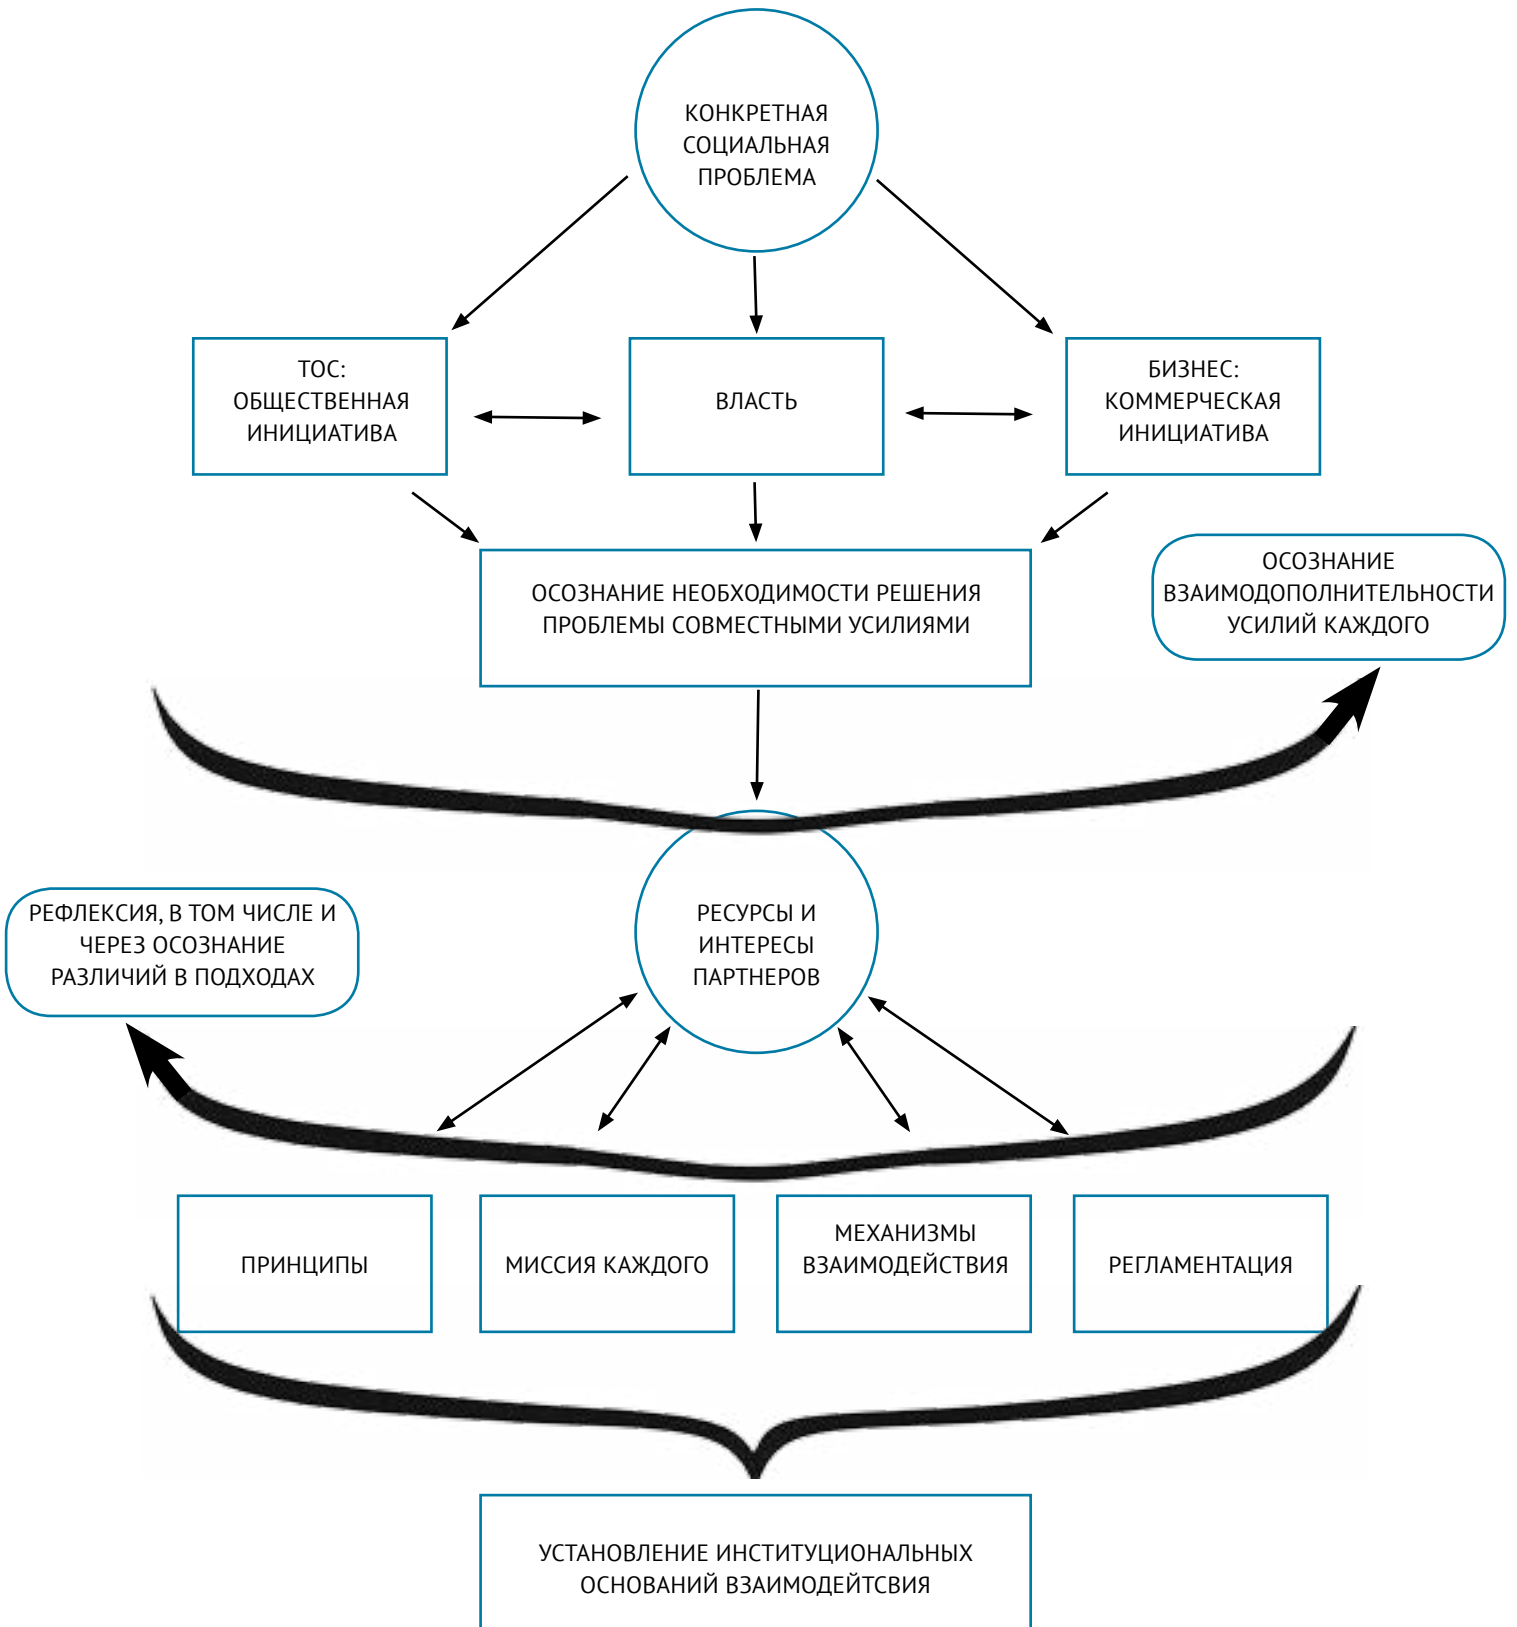 КОНКРЕТНАЯ
СОЦИАЛЬНАЯ
ПРОБЛЕМА
ТОС:
ОБЩЕСТВЕННАЯ
ИНИЦИАТИВА
ВЛАСТЬ
БИЗНЕС:
КОММЕРЧЕСКАЯ
ИНИЦИАТИВА
ОСОЗНАНИЕ НЕОБХОДИМОСТИ РЕШЕНИЯ
ПРОБЛЕМЫ СОВМЕСТНЫМИ УСИЛИЯМИ
ОСОЗНАНИЕ
ВЗАИМОДОПОЛНИТЕЛЬНОСТИ
УСИЛИЙ КАЖДОГО
РЕФЛЕКСИЯ, В ТОМ ЧИСЛЕ И
ЧЕРЕЗ ОСОЗНАНИЕ
РАЗЛИЧИЙ В ПОДХОДАХ
РЕСУРСЫ И
ИНТЕРЕСЫ
ПАРТНЕРОВ
ПРИНЦИПЫ
МИССИЯ КАЖДОГО
МЕХАНИЗМЫ
ВЗАИМОДЕЙСТВИЯ
РЕГЛАМЕНТАЦИЯ
УСТАНОВЛЕНИЕ ИНСТИТУЦИОНАЛЬНЫХ
ОСНОВАНИЙ ВЗАИМОДЕЙТСВИЯ